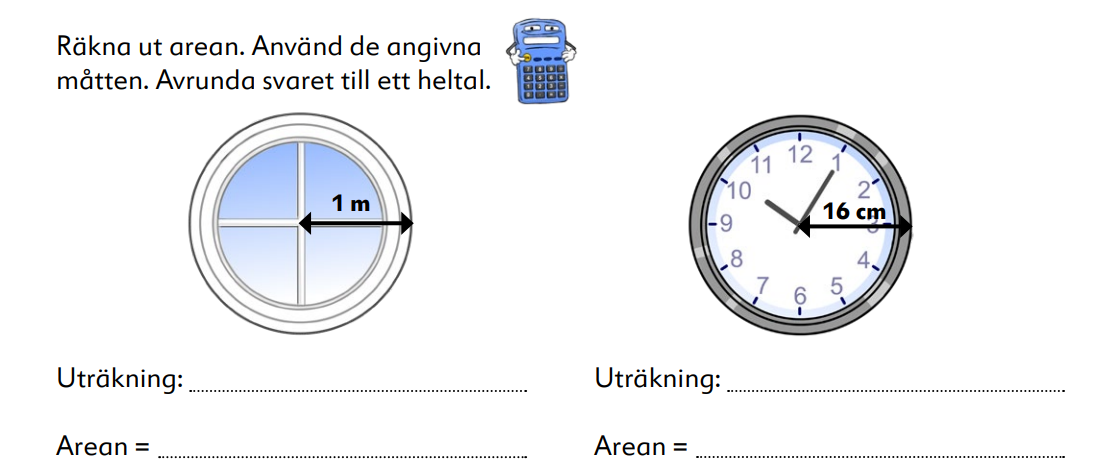 Räkna ut arean. Använd de angivna
måtten. Avrunda svaret till ett heltal.
1 m
12
11
1
10
2
16 cm
9
3
8
4
7
5
6
Uträkning:
Uträkning:
Arean =
Arean =